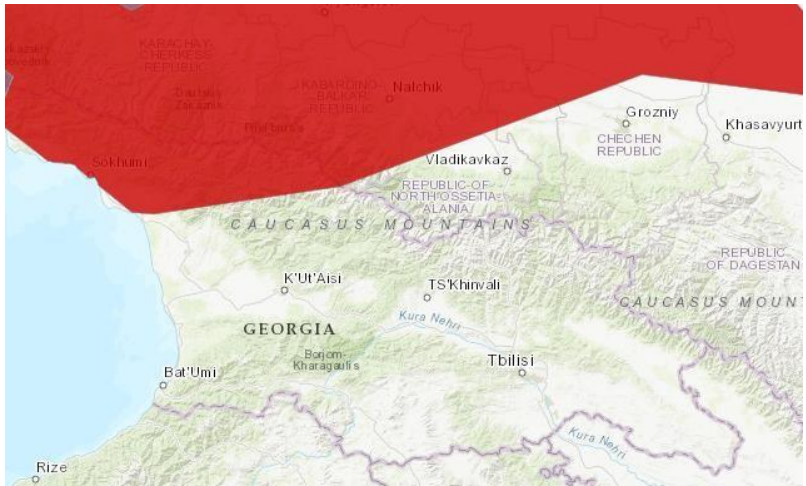 KARACHAY-
CHERKESS
REPUBLIC
KABARDINO-
BALKAR
REPUBLIC
Nalchik
Grozniy
Khasavyurt
CHECHEN
REPUBLIC
Sokhumi
Vladikavkaz
REPUBLIC OF
NORTH OSSETIA-
ALANIA
CAUCASUS MOUNTAINS
REPUBLIC
OF DAGESTAN
K'Ut'Aisi
TS'Khinvali
CAUCASUS MOUNT
GEORGIA
Kura Nehri
Borjom-
Kharagaulis
Tbilisi
Bat'Umi
Kura Nehri
Rize